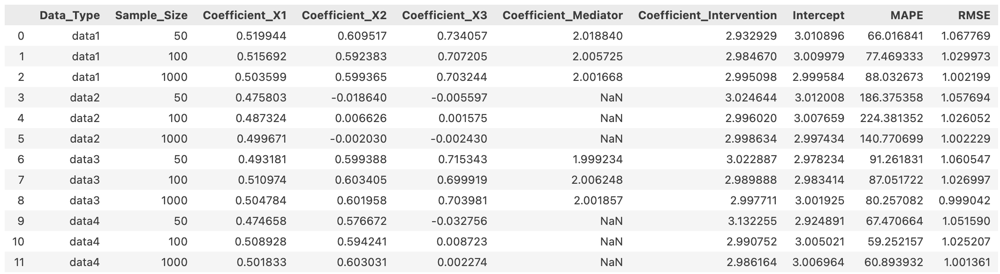 Data_Type Sample_Size Coefficient_X1 Coefficient_X2 Coefficient_X3 Coefficient_Mediator Coefficient_Intervention Intercept MAPE RMSE
0 data1 50 0.519944 0.609517 0.734057 2.018840 2.932929 3.010896 66.016841 1.067769
1 data1 100 0.515692 0.592383 0.707205 2.005725 2.984670 3.009979 77.469333 1.029973
2 data1 1000 0.503599 0.599365 0.703244 2.001668 2.995098 2.999584 88.032673 1.002199
3 data2 50 0.475803 -0.018640 -0.005597 NaN 3.024644 3.012008 186.375358 1.057694
4 data2 100 0.487324 0.006626 0.001575 NaN 2.996020 3.007659 224.381352 1.026052
5 data2 1000 0.499671 -0.002030 -0.002430 NaN 2.998634 2.997434 140.770699 1.002229
6 data3 50 0.493181 0.599388 0.715343 1.999234 3.022887 2.978234 91.261831 1.060547
7 data3 100 0.510974 0.603405 0.699919 2.006248 2.989888 2.983414 87.051722 1.026997
8 data3 1000 0.504784 0.601958 0.703981 2.001857 2.997711 3.001925 80.257082 0.999042
9 data4 50 0.474658 0.576672 -0.032756 NaN 3.132255 2.924891 67.470664 1.051590
10 data4 100 0.508928 0.594241 0.008723 NaN 2.990752 3.005021 59.252157 1.025207
11 data4 1000 0.501833 0.603031 0.002274 NaN 2.986164 3.006964 60.893932 1.001361